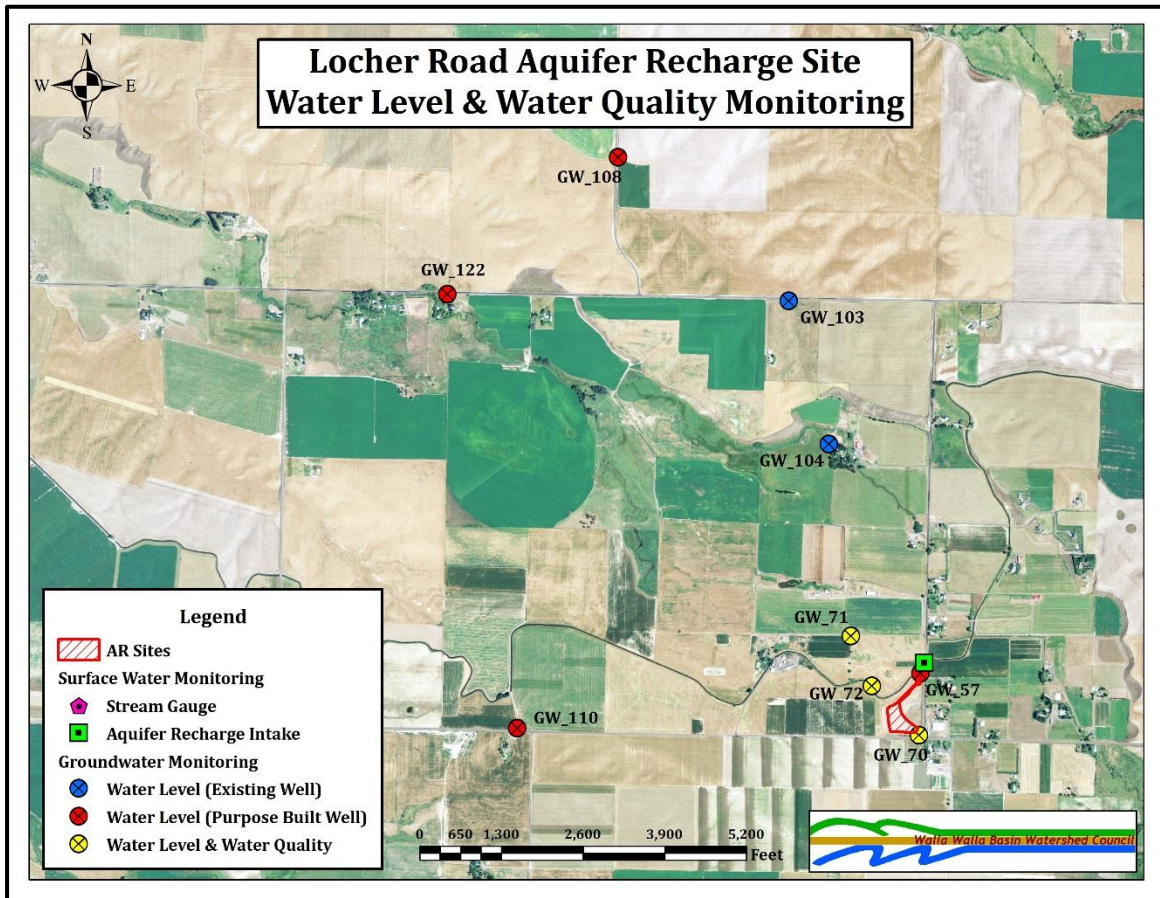 Locher Road Aquifer Recharge Site
Water Level & Water Quality Monitoring
N
W
E
S
GW_108
GW_122
GW_103
GW_104
GW_71
GW_72
GW_57
GW_110
GW_70
Legend
AR Sites
Surface Water Monitoring
Stream Gauge
Aquifer Recharge Intake
Groundwater Monitoring
Water Level (Existing Well)
Water Level (Purpose Built Well)
Water Level & Water Quality
0 650 1,300 2,600 3,900 5,200
Feet
Walla Walla Basin Watershed Council